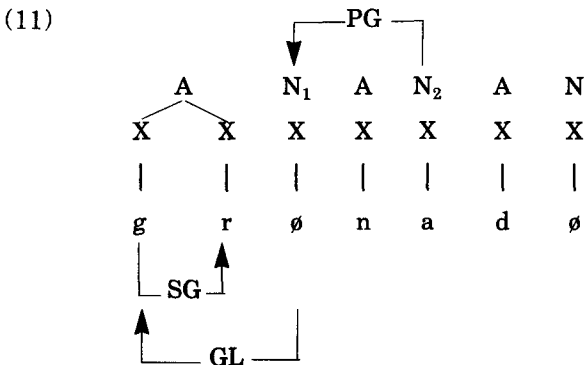 (11)
PG
A N₁ A N₂ A N
X X X X X X X
g r ø n a d ø
SG
GL